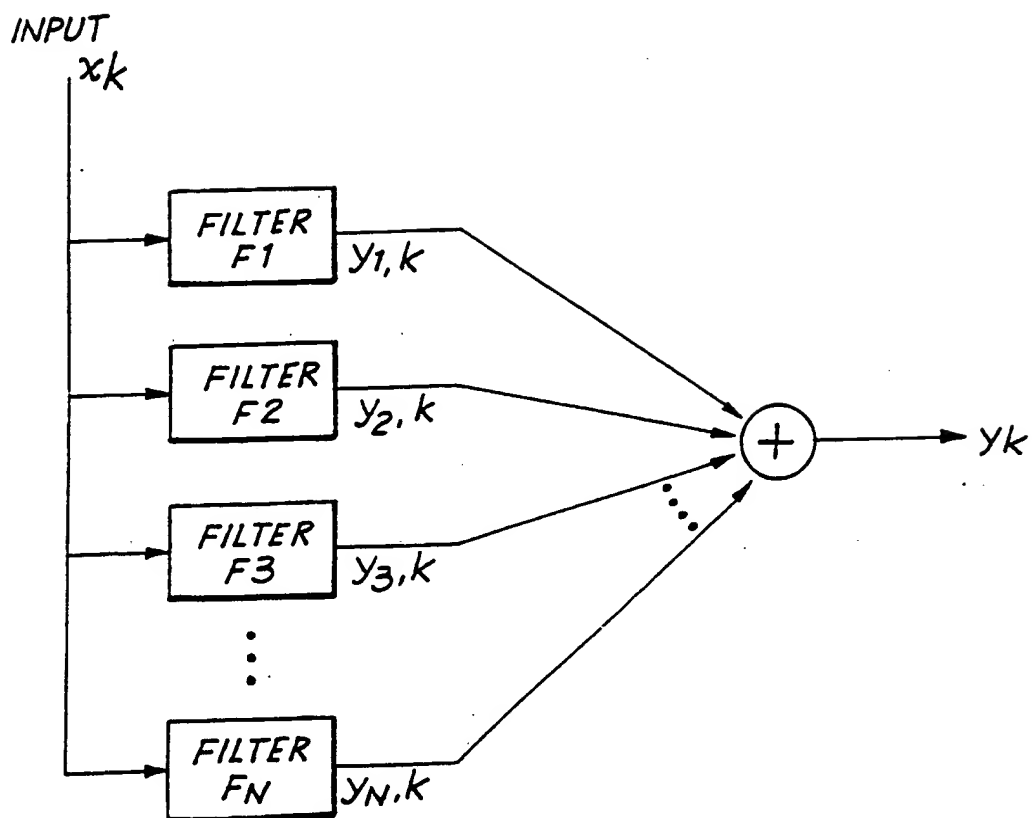 INPUT
xk
FILTER
F1
y1,k
FILTER
F2
y2,k
+
yk
FILTER
F3
y3,k
FILTER
FN
yN,k